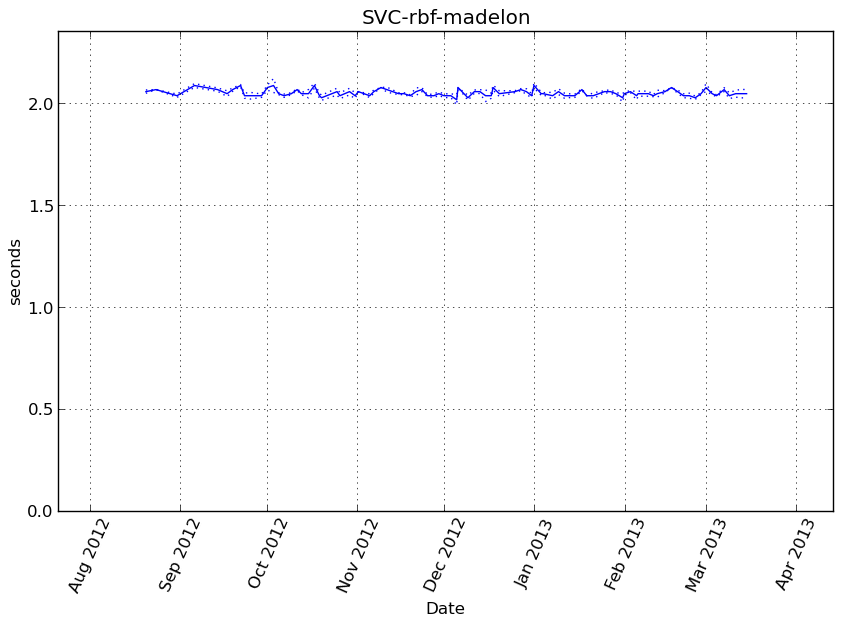 SVC-rbf-madelon
2.0
1.5
1.0
0.5
0.0
seconds
Aug 2012
Sep 2012
Oct 2012
Nov 2012
Dec 2012
Jan 2013
Feb 2013
Mar 2013
Apr 2013
Date